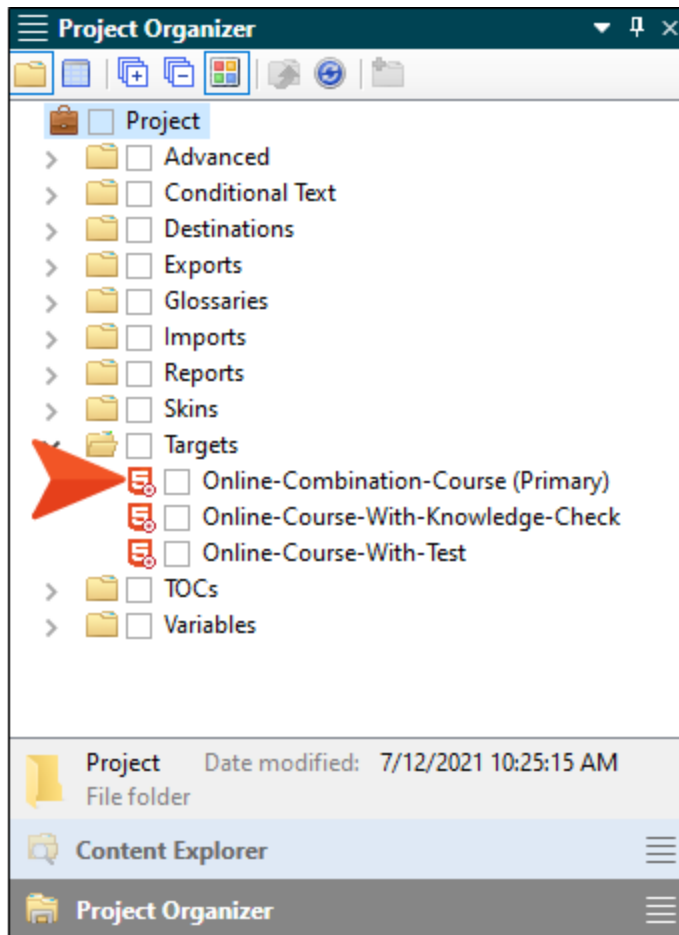 Project Organizer
Project
Advanced
Conditional Text
Destinations
Exports
Glossaries
Imports
Reports
Skins
Targets
Online-Combination-Course (Primary)
Online-Course-With-Knowledge-Check
Online-Course-With-Test
TOCs
Variables
Project Date modified: 7/12/2021 10:25:15 AM
File folder
Content Explorer
Project Organizer